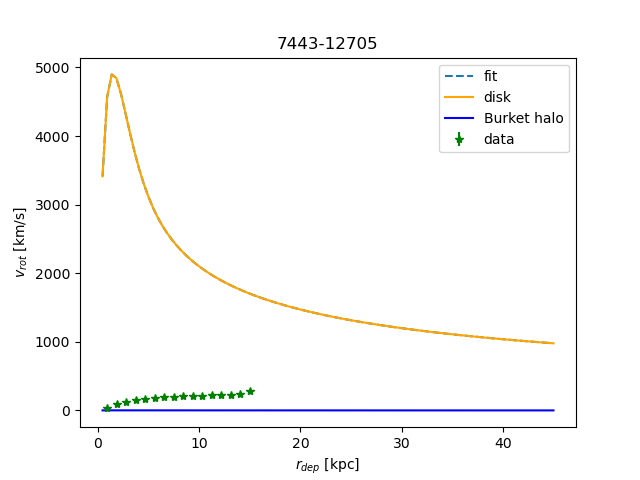 7443-12705
5000
4000
3000
2000
1000
0
v_rot [km/s]
fit
disk
Burket halo
data
0 10 20 30 40
r_dep [kpc]